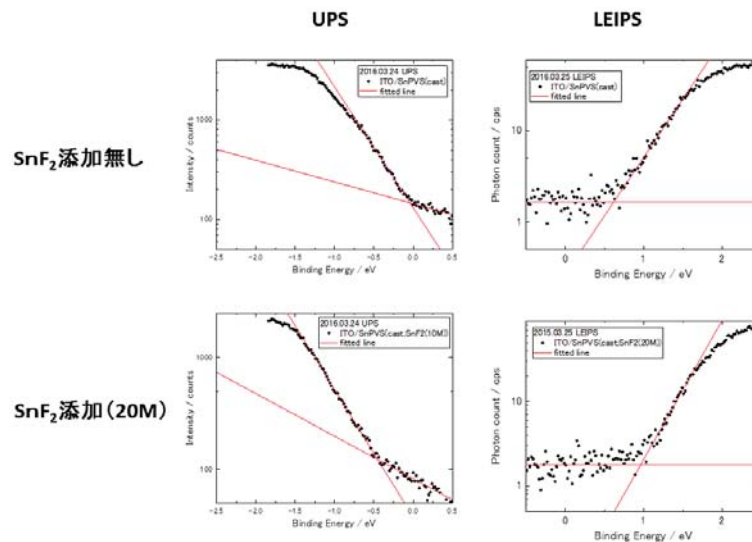 UPS
LEIPS
SnF₂添加無し
2016.03.24 UPS
ITO/SnPVS(cast)
fitted line
1000
100
Intensity / counts
-2.5 -2.0 -1.5 -1.0 -0.5 0.0 0.5
Binding Energy / eV
2016.03.25 LEIPS
ITO/SnPVS(cast)
fitted line
10
1
Photon count / cps
0 1 2
Binding Energy / eV
SnF₂添加(20M)
2016.03.24 UPS
ITO/SnPVS(cast,SnF2(10M))
fitted line
1000
100
Intensity / counts
-2.5 -2.0 -1.5 -1.0 -0.5 0.0 0.5
Binding Energy / eV
2015.03.25 LEIPS
ITO/SnPVS(cast;SnF2(20M)
fitted line
10
1
Photon count / cps
0 1 2
Binding Energy / eV